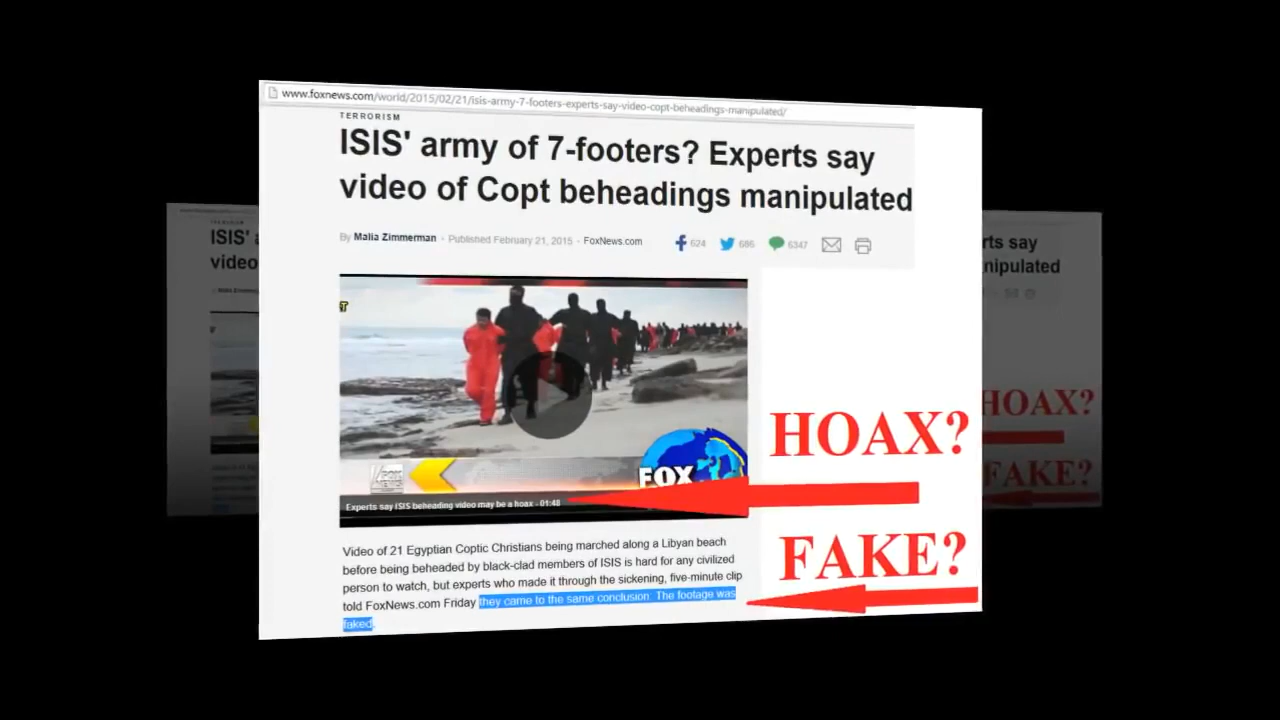 www.foxnews.com/world/2015/02/21/isis-army-7-footers-experts-say-video-copt-beheadings-manipulated/
TERRORISM
ISIS' army of 7-footers? Experts say
video of Copt beheadings manipulated
By Malia Zimmerman · Published February 21, 2015 · FoxNews.com
624
686
6347
T
FOX
Experts say ISIS beheading video may be a hoax - 01:48
HOAX?
FAKE?
Video of 21 Egyptian Coptic Christians being marched along a Libyan beach
before being beheaded by black-clad members of ISIS is hard for any civilized
person to watch, but experts who made it through the sickening, five-minute clip
told FoxNews.com Friday they came to the same conclusion: The footage was
faked.
ISIS'
video
rts say
nipulated
HOAX?
FAKE?